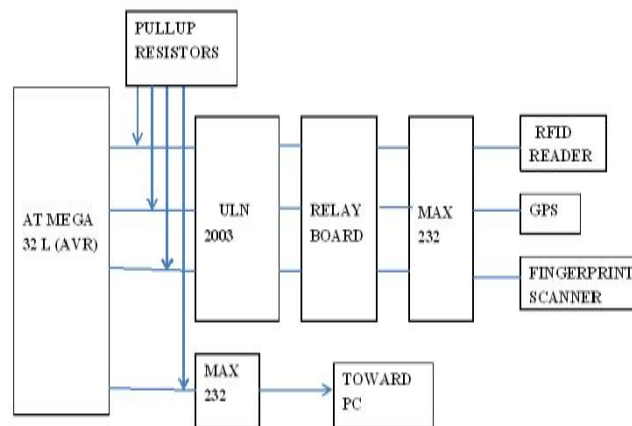 PULLUP
RESISTORS
AT MEGA
32 L (AVR)
ULN
2003
RELAY
BOARD
MAX
232
RFID
READER
GPS
FINGERPRINT
SCANNER
MAX
232
TOWARD
PC